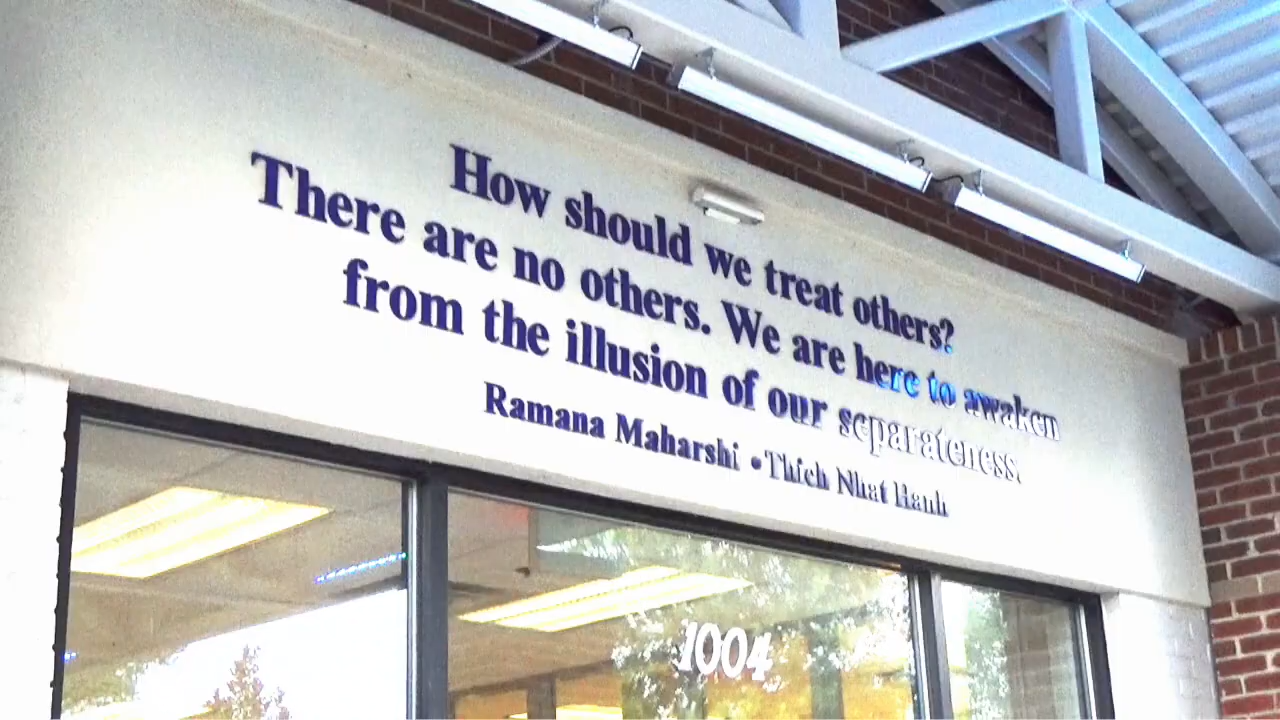 How should we treat others?
There are no others. We are here to awaken
from the illusion of our separateness.
Ramana Maharshi • Thich Nhat Hanh
1004